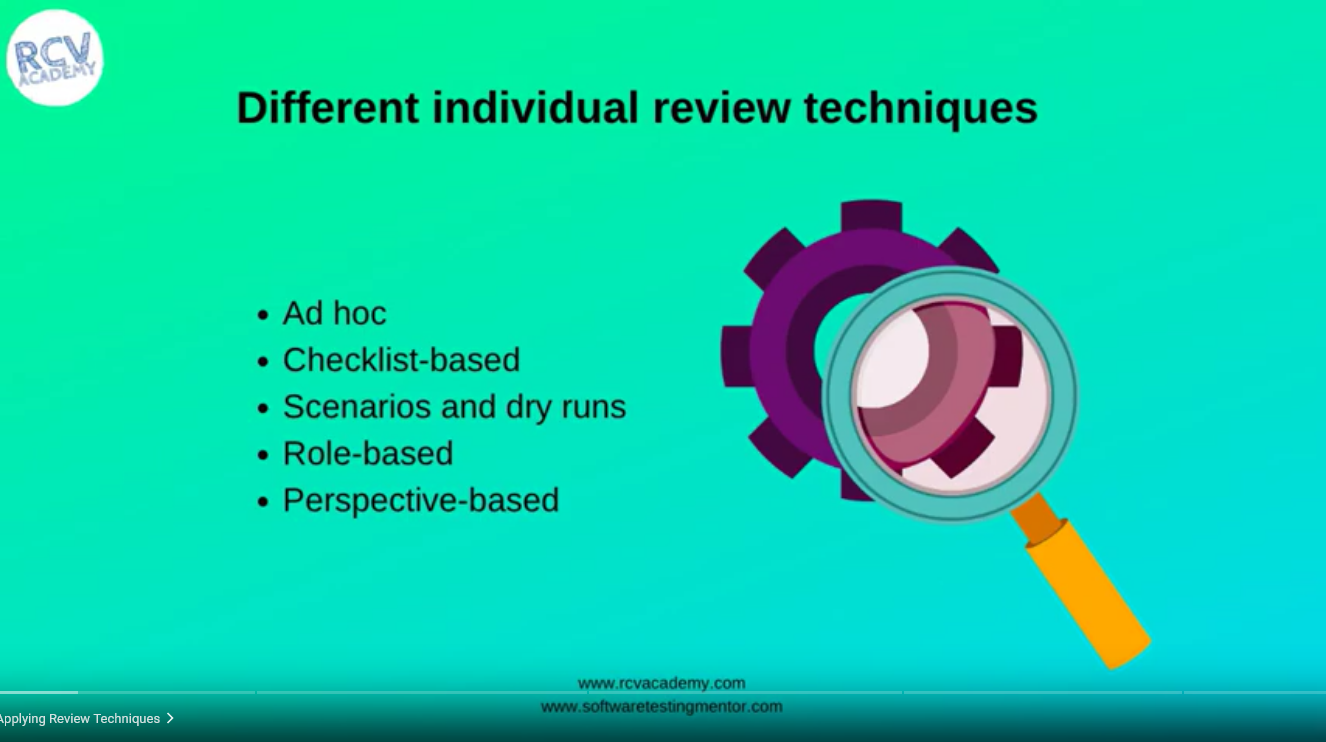 RCV
ACADEMY
Different individual review techniques
• Ad hoc
• Checklist-based
• Scenarios and dry runs
• Role-based
• Perspective-based
www.rcvacademy.com
www.softwaretestingmentor.com
Applying Review Techniques >